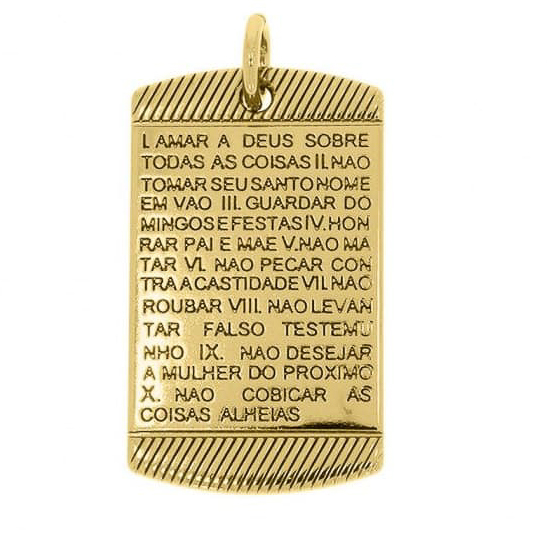 I. AMAR A DEUS SOBRE
TODAS AS COISAS II. NAO
TOMAR SEU SANTO NOME
EM VAO III. GUARDAR DO
MINGOS E FESTAS IV. HON
RAR PAI E MAE V. NAO MA
TAR VI. NAO PECAR CON
TRA A CASTIDADE VII. NAO
ROUBAR VIII. NAO LEVAN
TAR FALSO TESTEMU
NHO IX. NAO DESEJAR
A MULHER DO PROXIMO
X. NAO COBICAR AS
COISAS ALHEIAS